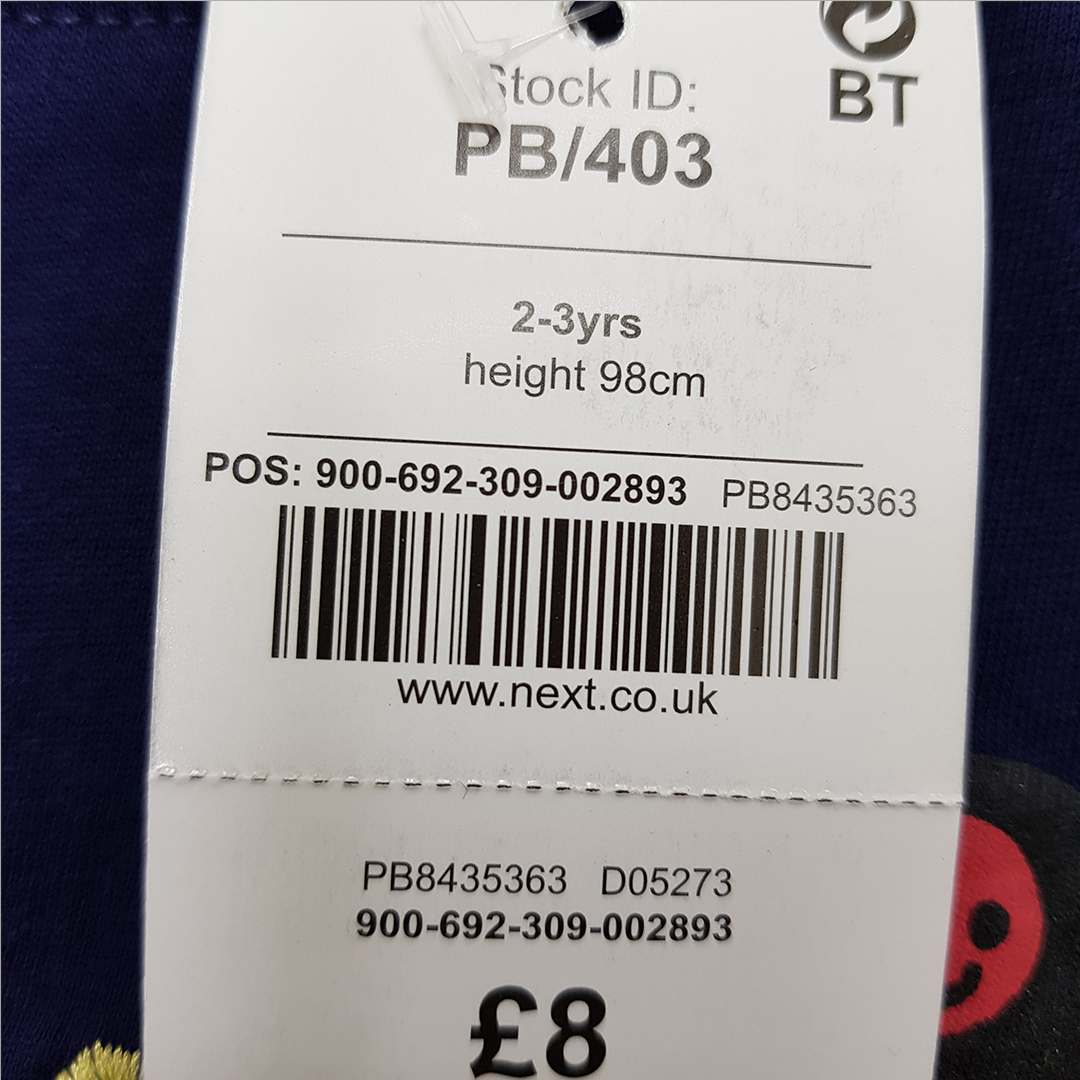 BT
Stock ID:
PB/403
2-3yrs
height 98cm
POS: 900-692-309-002893 PB8435363
www.next.co.uk
PB8435363 D05273
900-692-309-002893
£8